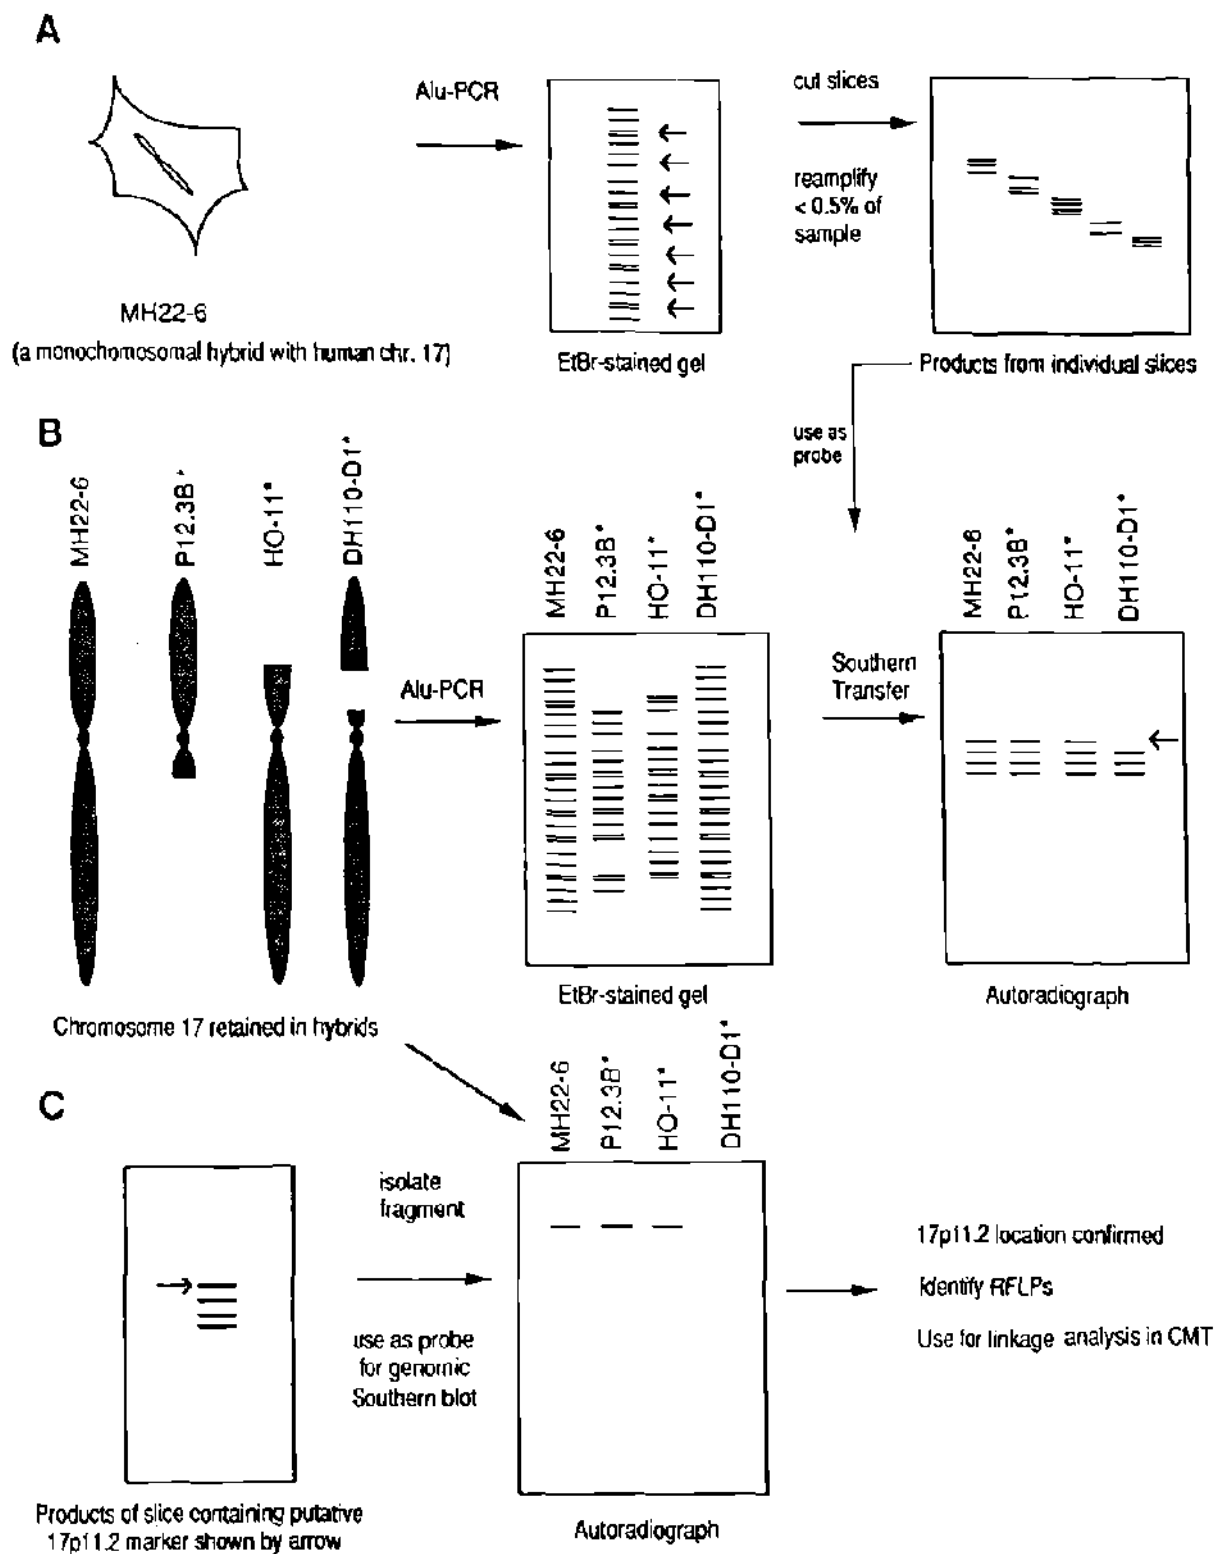 A
Alu-PCR
cut slices
reamplify
< 0.5% of
sample
MH22-6
(a monochomosomal hybrid with human chr. 17)
EtBr-stained gel
Products from individual slices
use as
probe
B
MH22-6
P12.3B*
HO-11*
DH110-D1*
Alu-PCR
MH22-6
P12.3B*
HO-11*
DH110-D1*
Southern
Transfer
MH22-6
P12.3B*
HO-11*
DH110-D1*
Chromosome 17 retained in hybrids
EtBr-stained gel
Autoradiograph
C
MH22-6
P12.3B*
HO-11*
DH110-D1*
isolate
fragment
use as probe
for genomic
Southern blot
17p11.2 location confirmed
Identify RFLPs
Use for linkage analysis in CMT
Products of slice containing putative
17p11.2 marker shown by arrow
Autoradiograph